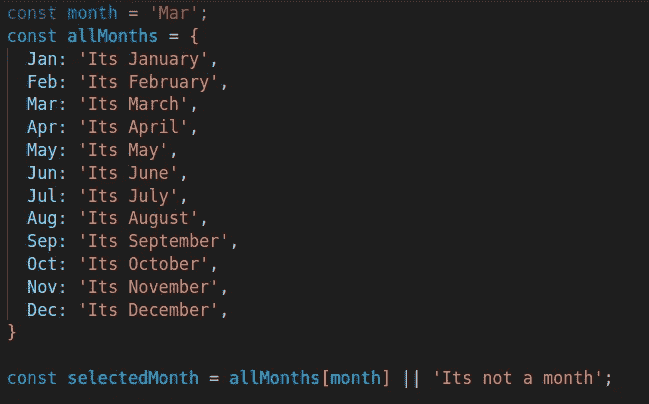 const month = 'Mar';
const allMonths = {
  Jan: 'Its January',
  Feb: 'Its February',
  Mar: 'Its March',
  Apr: 'Its April',
  May: 'Its May',
  Jun: 'Its June',
  Jul: 'Its July',
  Aug: 'Its August',
  Sep: 'Its September',
  Oct: 'Its October',
  Nov: 'Its November',
  Dec: 'Its December',
}
const selectedMonth = allMonths[month] || 'Its not a month';